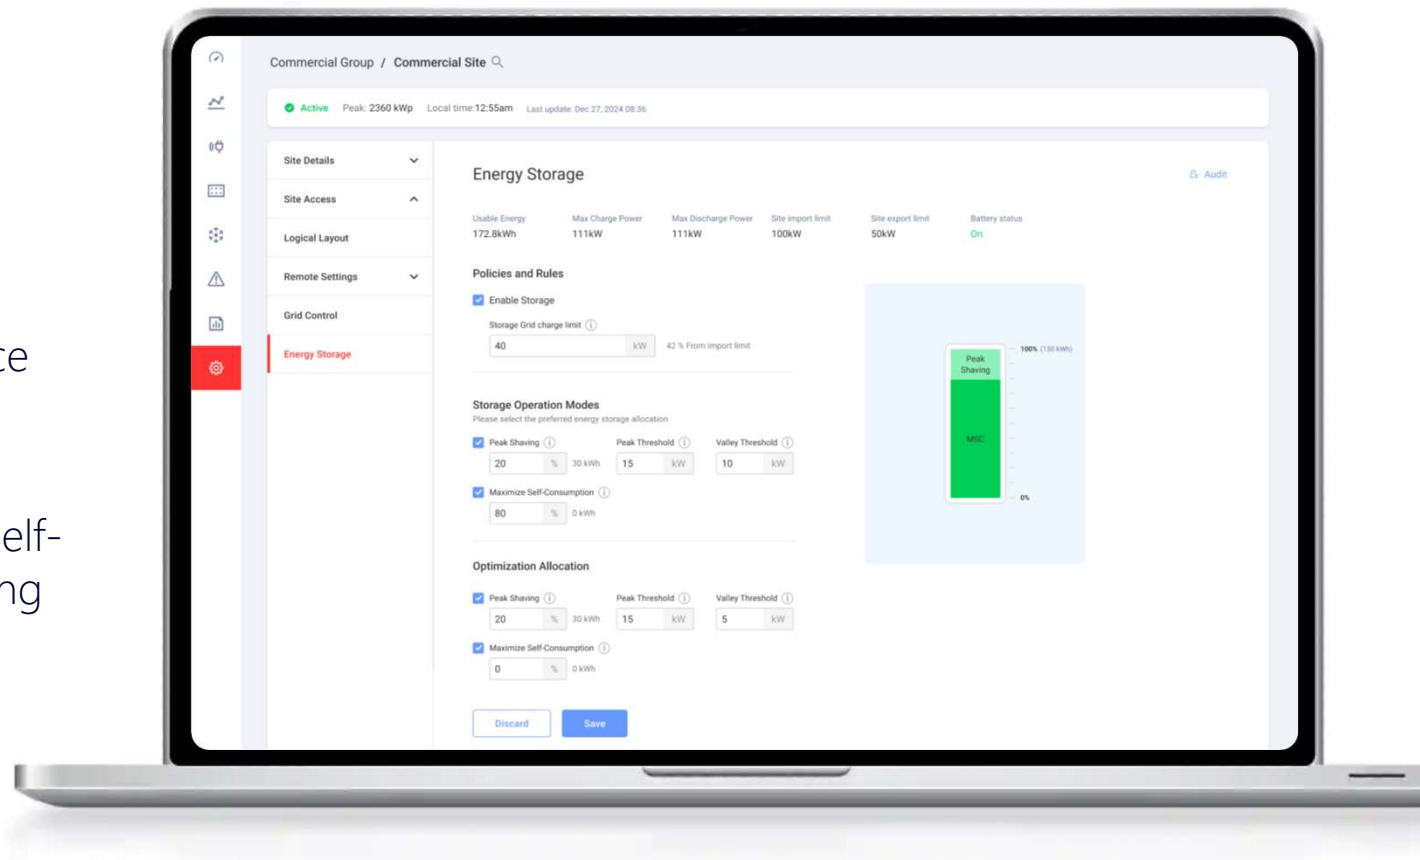 ce
elf-
ng
Commercial Group / Commercial Site
Active Peak: 2360 kWp Local time:12:55am Last update: Dec 27, 2024 08:36
Site Details
Site Access
Logical Layout
Remote Settings
Grid Control
Energy Storage
Energy Storage
Audit
Usable Energy Max Charge Power Max Discharge Power Site import limit Site export limit Battery status
172.8kWh 111kW 111kW 100kW 50kW On
Policies and Rules
Enable Storage
Storage Grid charge limit
40 kW 42 % From import limit
Storage Operation Modes
Please select the preferred energy storage allocation
Peak Shaving Peak Threshold Valley Threshold
20 % 30 kWh 15 kW 10 kW
Maximize Self-Consumption
80 % 0 kWh
Optimization Allocation
Peak Shaving Peak Threshold Valley Threshold
20 % 30 kWh 15 kW 5 kW
Maximize Self-Consumption
0 % 0 kWh
Discard Save
100% (150 kWh)
Peak
Shaving
MSC
0%